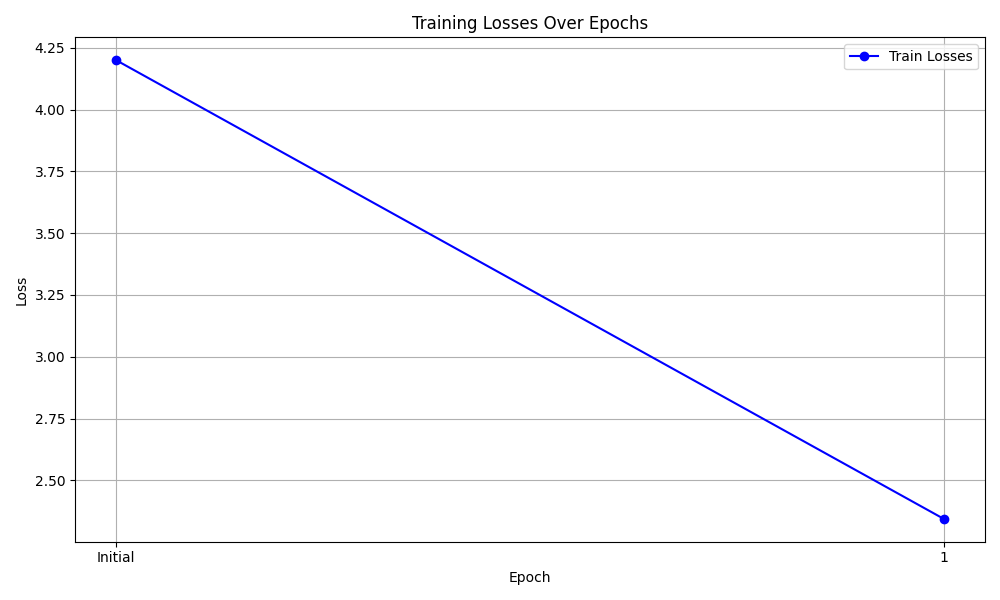 Training Losses Over Epochs
Train Losses
4.25
4.00
3.75
3.50
3.25
3.00
2.75
2.50
Loss
Initial 1
Epoch